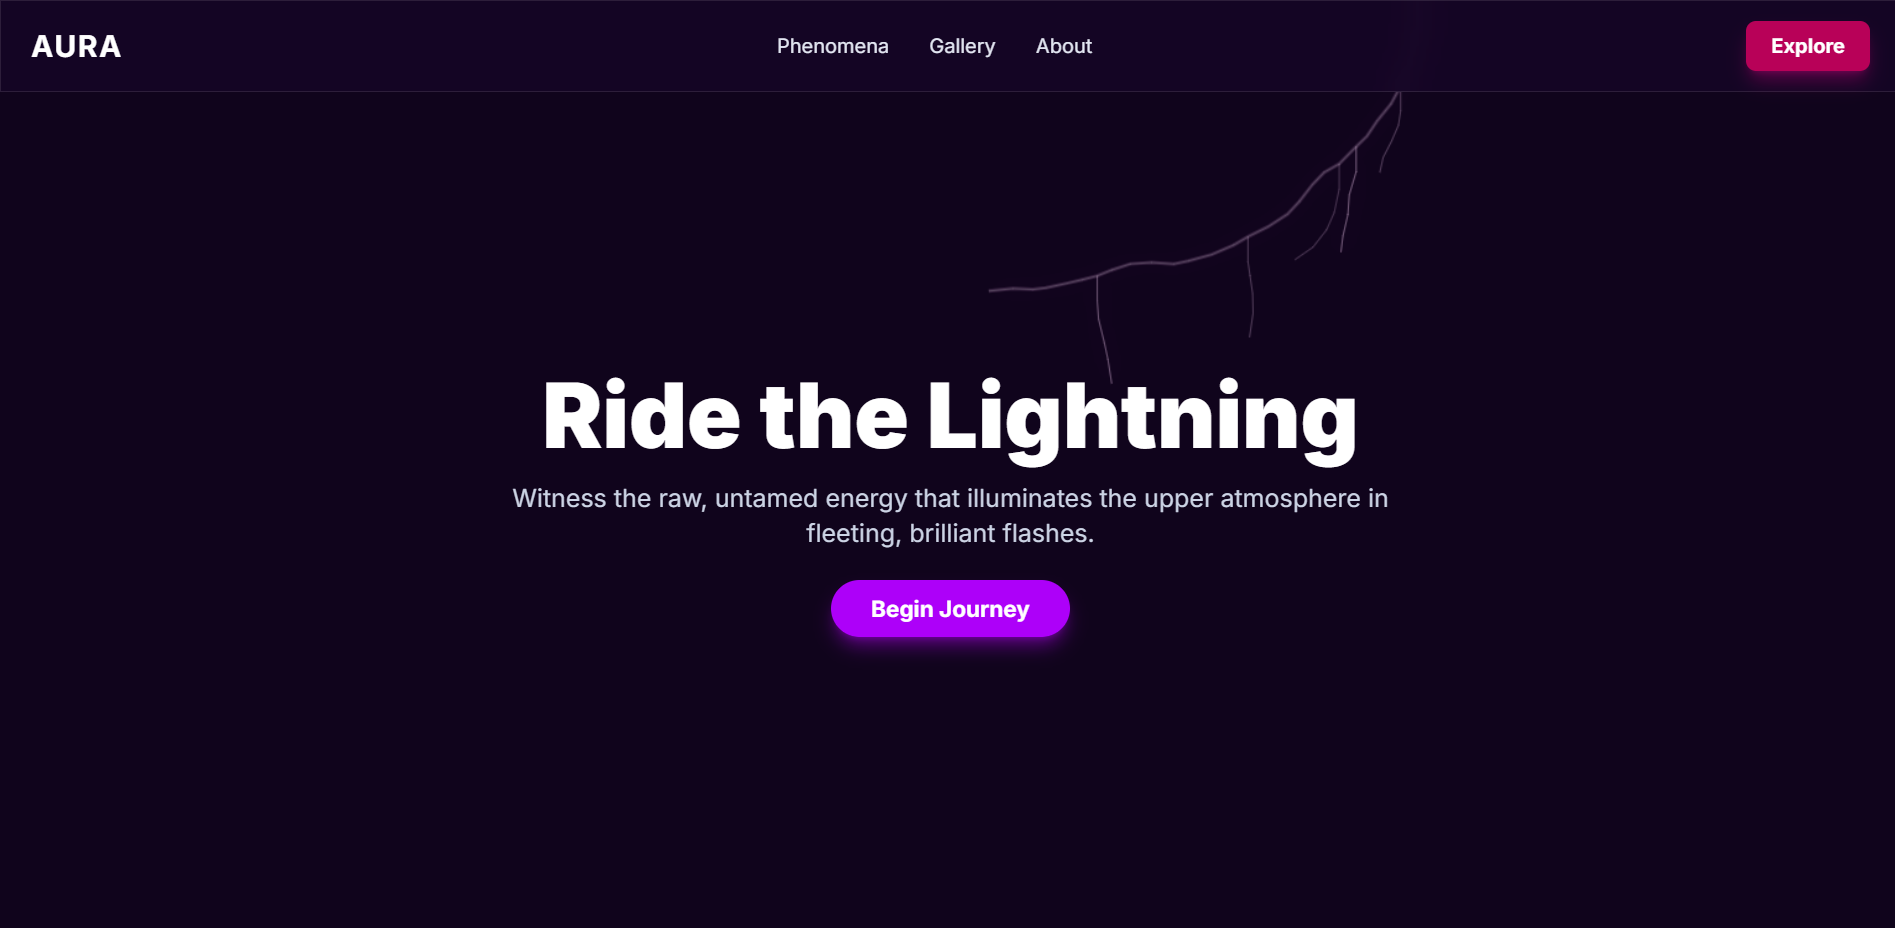 AURA
Phenomena
Gallery
About
Explore
Ride the Lightning
Witness the raw, untamed energy that illuminates the upper atmosphere in
fleeting, brilliant flashes.
Begin Journey